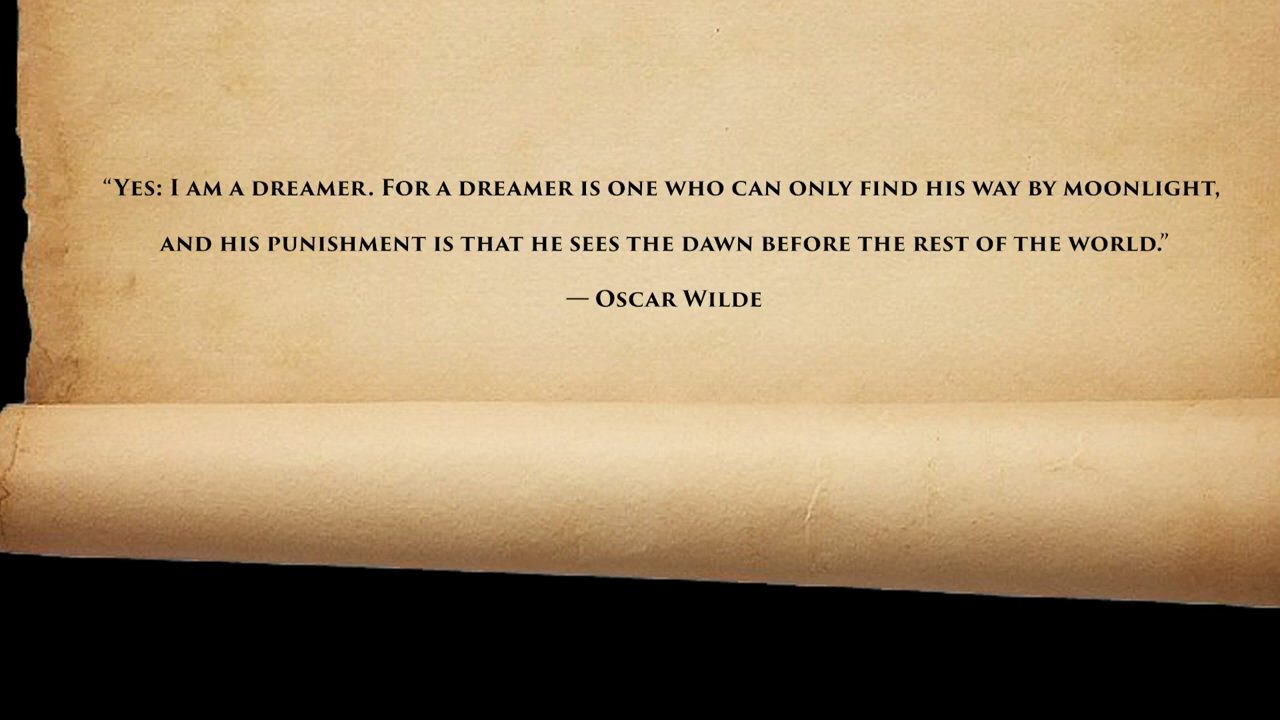 “Yes: I am a dreamer. For a dreamer is one who can only find his way by moonlight,
and his punishment is that he sees the dawn before the rest of the world.”
— Oscar Wilde